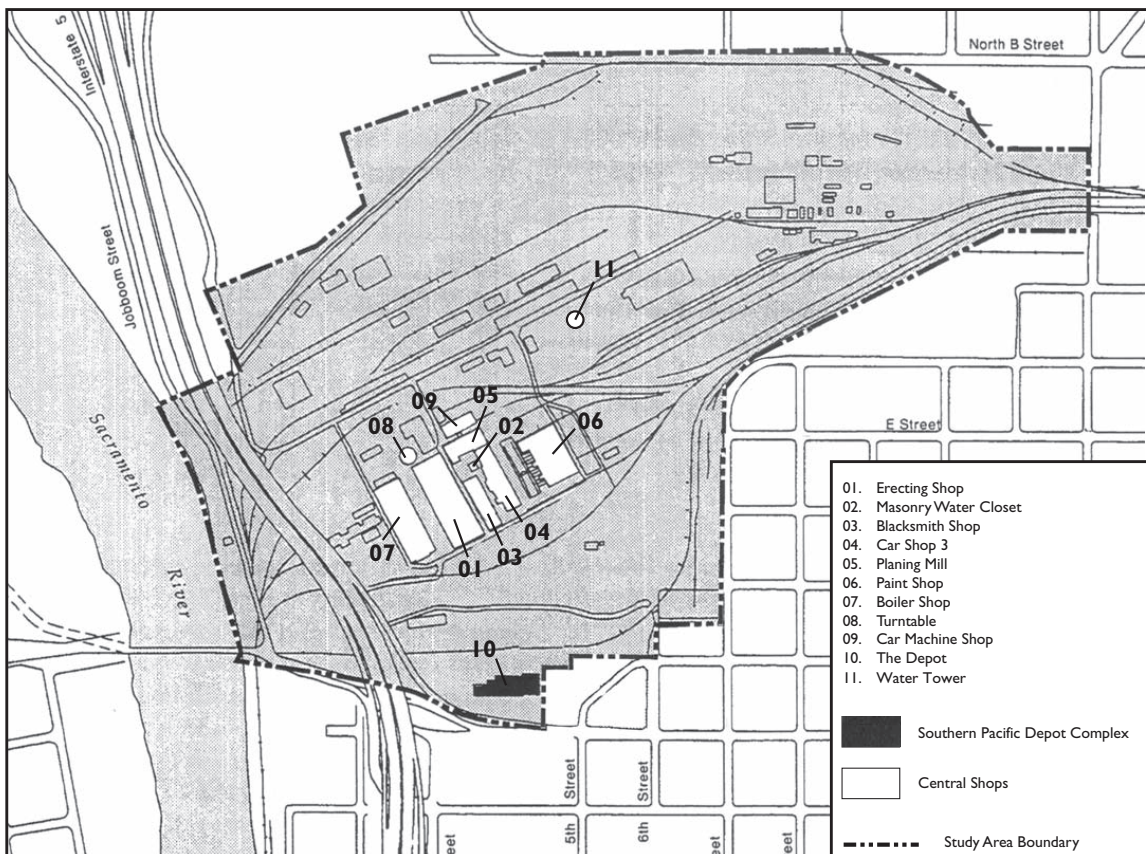 North B Street
Interstate 5
Jobboom Street
11
E Street
05
09
02
06
08
Sacramento
River
04
07
03
01
10
01. Erecting Shop
02. Masonry Water Closet
03. Blacksmith Shop
04. Car Shop 3
05. Planing Mill
06. Paint Shop
07. Boiler Shop
08. Turntable
09. Car Machine Shop
10. The Depot
11. Water Tower
Southern Pacific Depot Complex
Central Shops
Study Area Boundary
5th Street
6th Street